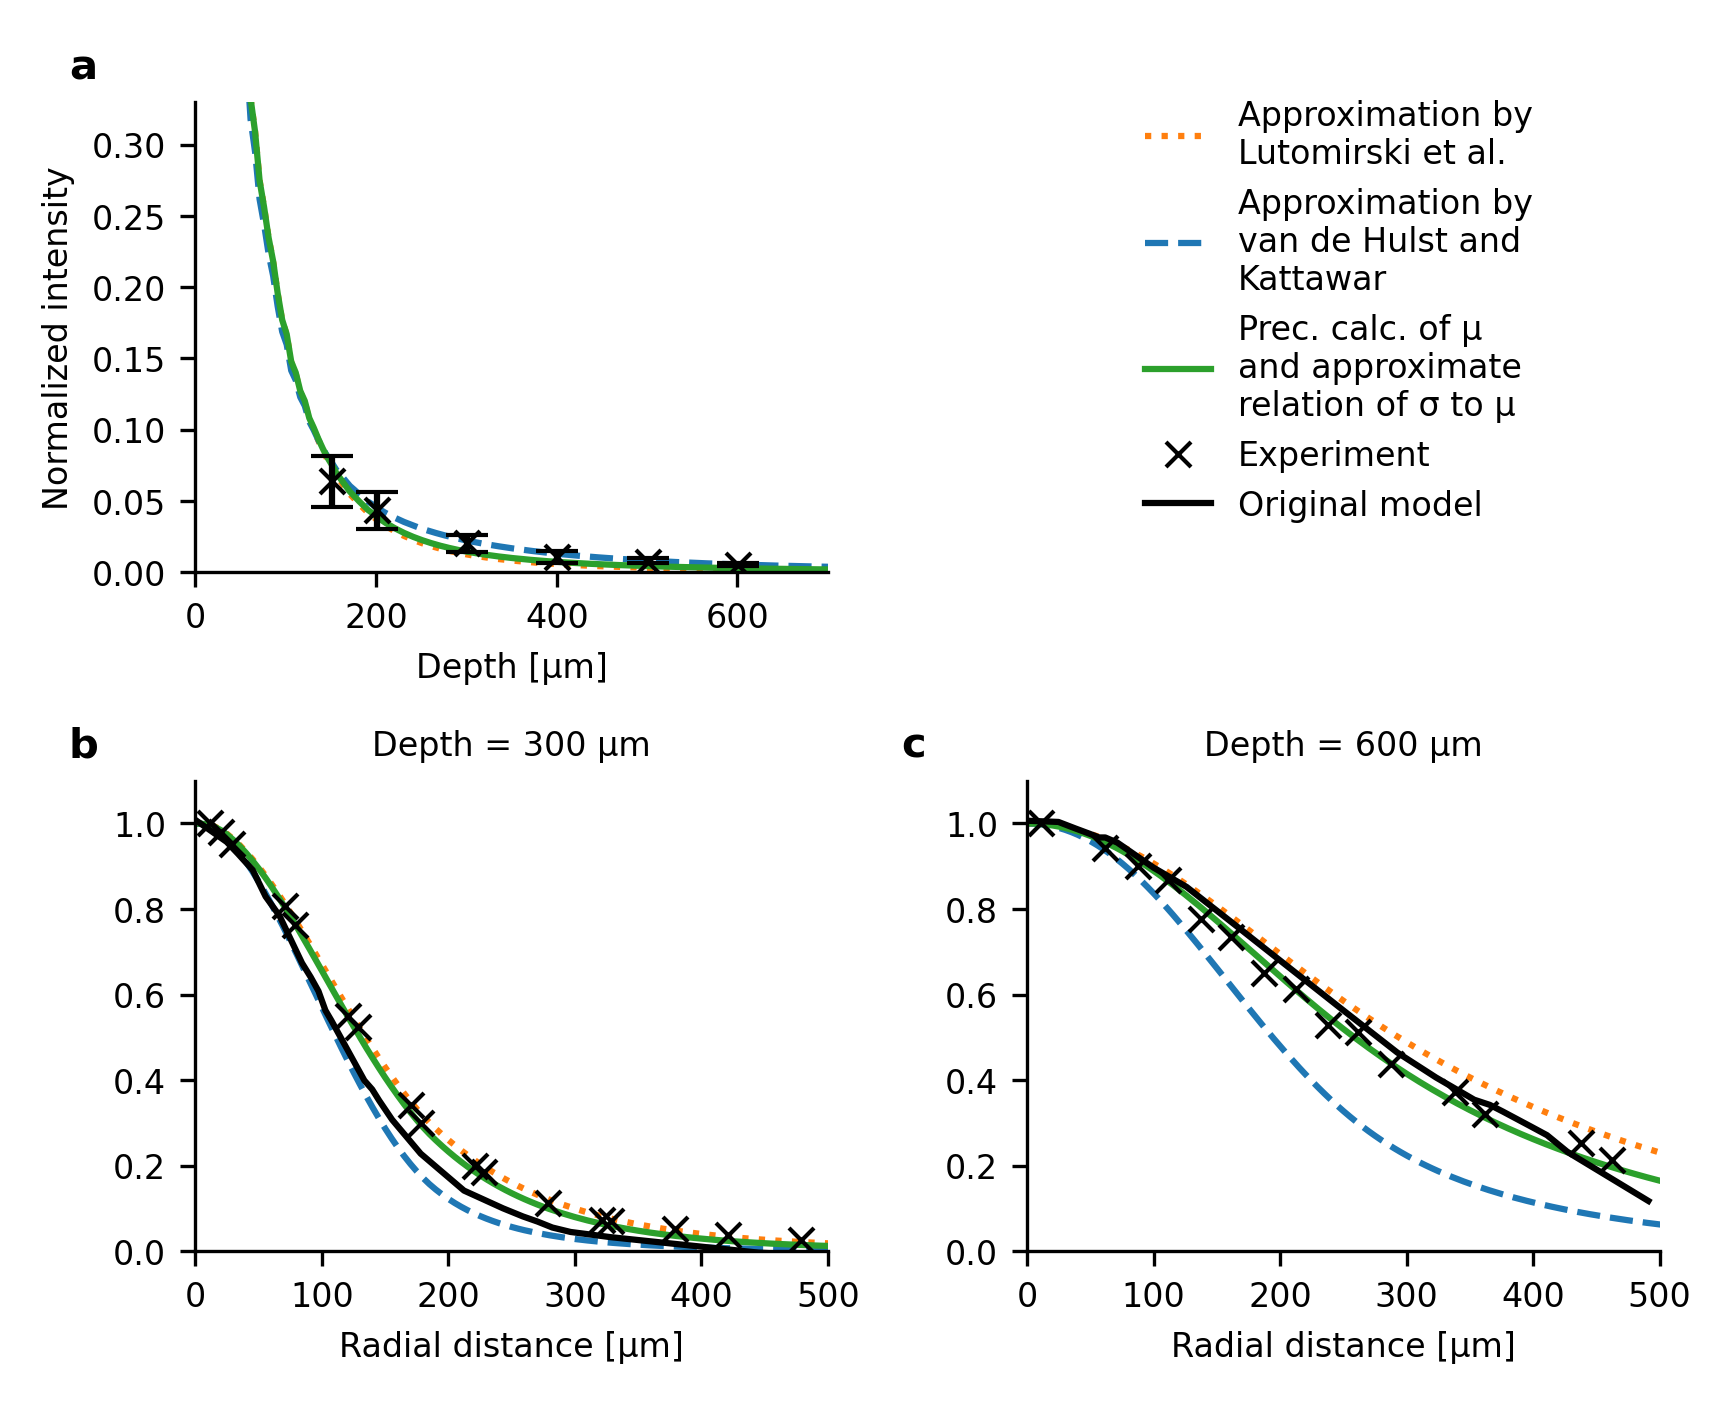 a
Normalized intensity
0.30
0.25
0.20
0.15
0.10
0.05
0.00
0 200 400 600
Depth [µm]
Approximation by
Lutomirski et al.
Approximation by
van de Hulst and
Kattawar
Prec. calc. of µ
and approximate
relation of σ to µ
Experiment
Original model
b
Depth = 300 µm
1.0
0.8
0.6
0.4
0.2
0.0
0 100 200 300 400 500
Radial distance [µm]
c
Depth = 600 µm
1.0
0.8
0.6
0.4
0.2
0.0
0 100 200 300 400 500
Radial distance [µm]